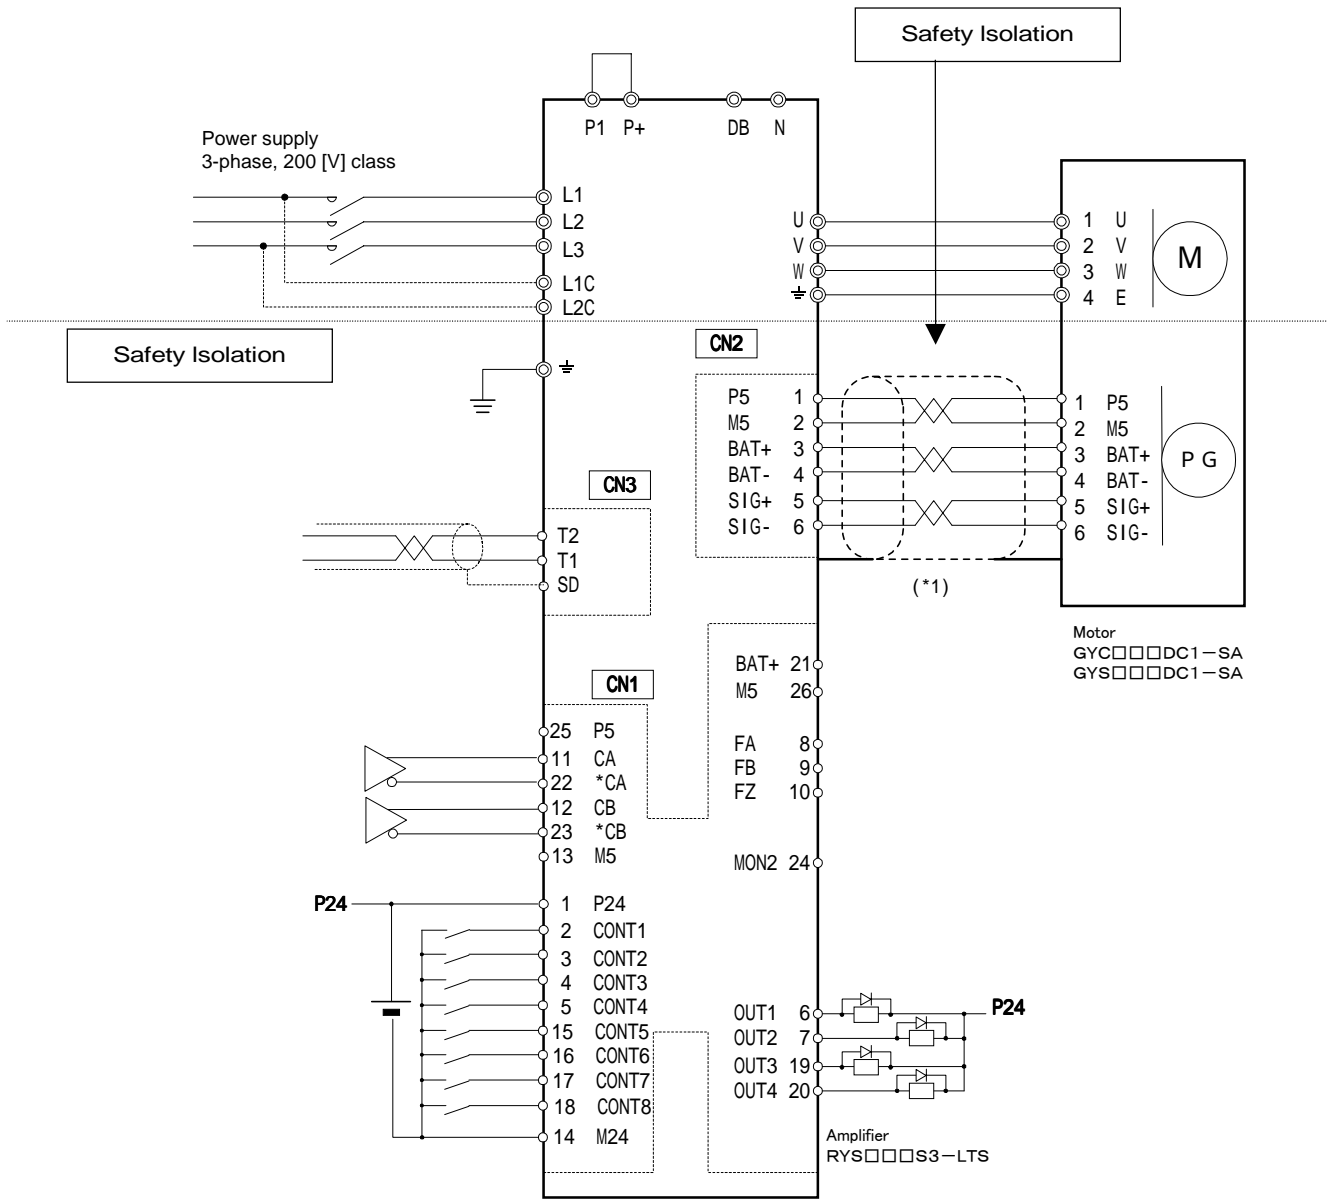 Safety Isolation
P1 P+ DB N
Power supply
3-phase, 200 [V] class
L1
L2
L3
L1C
L2C
U
V
W
1 U
2 V
3 W
4 E
M
Safety Isolation
CN2
P5 1
M5 2
BAT+ 3
BAT- 4
SIG+ 5
SIG- 6
1 P5
2 M5
3 BAT+
4 BAT-
5 SIG+
6 SIG-
P G
(*1)
CN3
T2
T1
SD
Motor
GYC□□□DC1-SA
GYS□□□DC1-SA
CN1
25 P5
11 CA
22 *CA
12 CB
23 *CB
13 M5
BAT+ 21
M5 26
FA 8
FB 9
FZ 10
MON2 24
P24
1 P24
2 CONT1
3 CONT2
4 CONT3
5 CONT4
15 CONT5
16 CONT6
17 CONT7
18 CONT8
14 M24
OUT1 6
OUT2 7
OUT3 19
OUT4 20
P24
Amplifier
RYS□□□S3-LTS